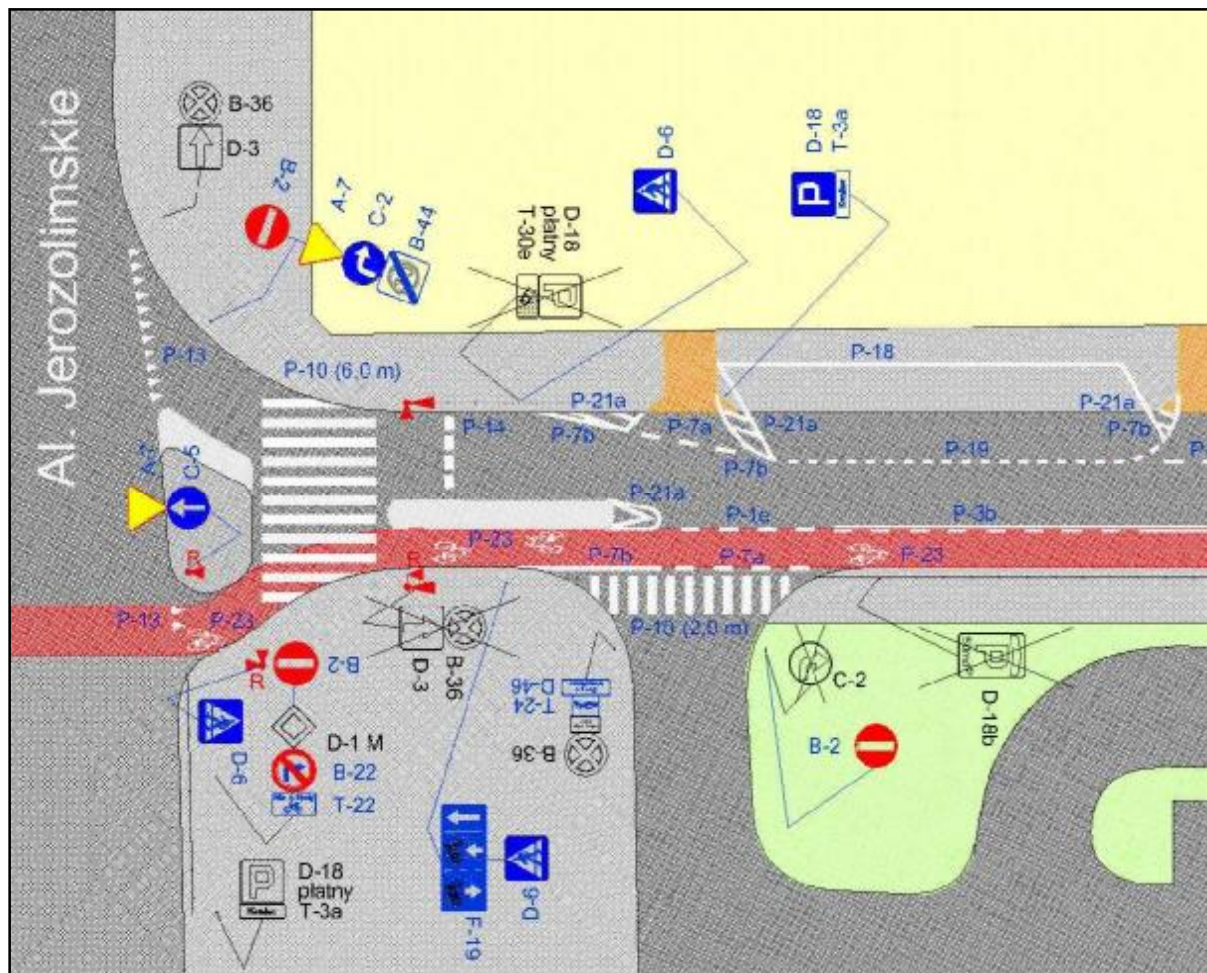 Al. Jerozolimskie
B-36
D-3
B-2
A-7
C-2
B-44
D-18
płatny
T-30e
D-6
D-18
T-3a
P-13
P-10 (6,0 m)
P-18
P-14
P-21a
P-7b
P-7a
P-21a
P-7b
P-19
P-21a
P-7b
A-7
C-5
R
P-21a
P-1e
P-3b
P-23
R
P-7b
P-7a
P-23
P-13
P-23
P-10 (2,0 m)
R
B-2
D-3
B-36
D-46
T-24
B-36
C-2
D-18b
B-2
D-6
D-1 M
B-22
T-22
D-18
płatny
T-3a
F-19
D-6